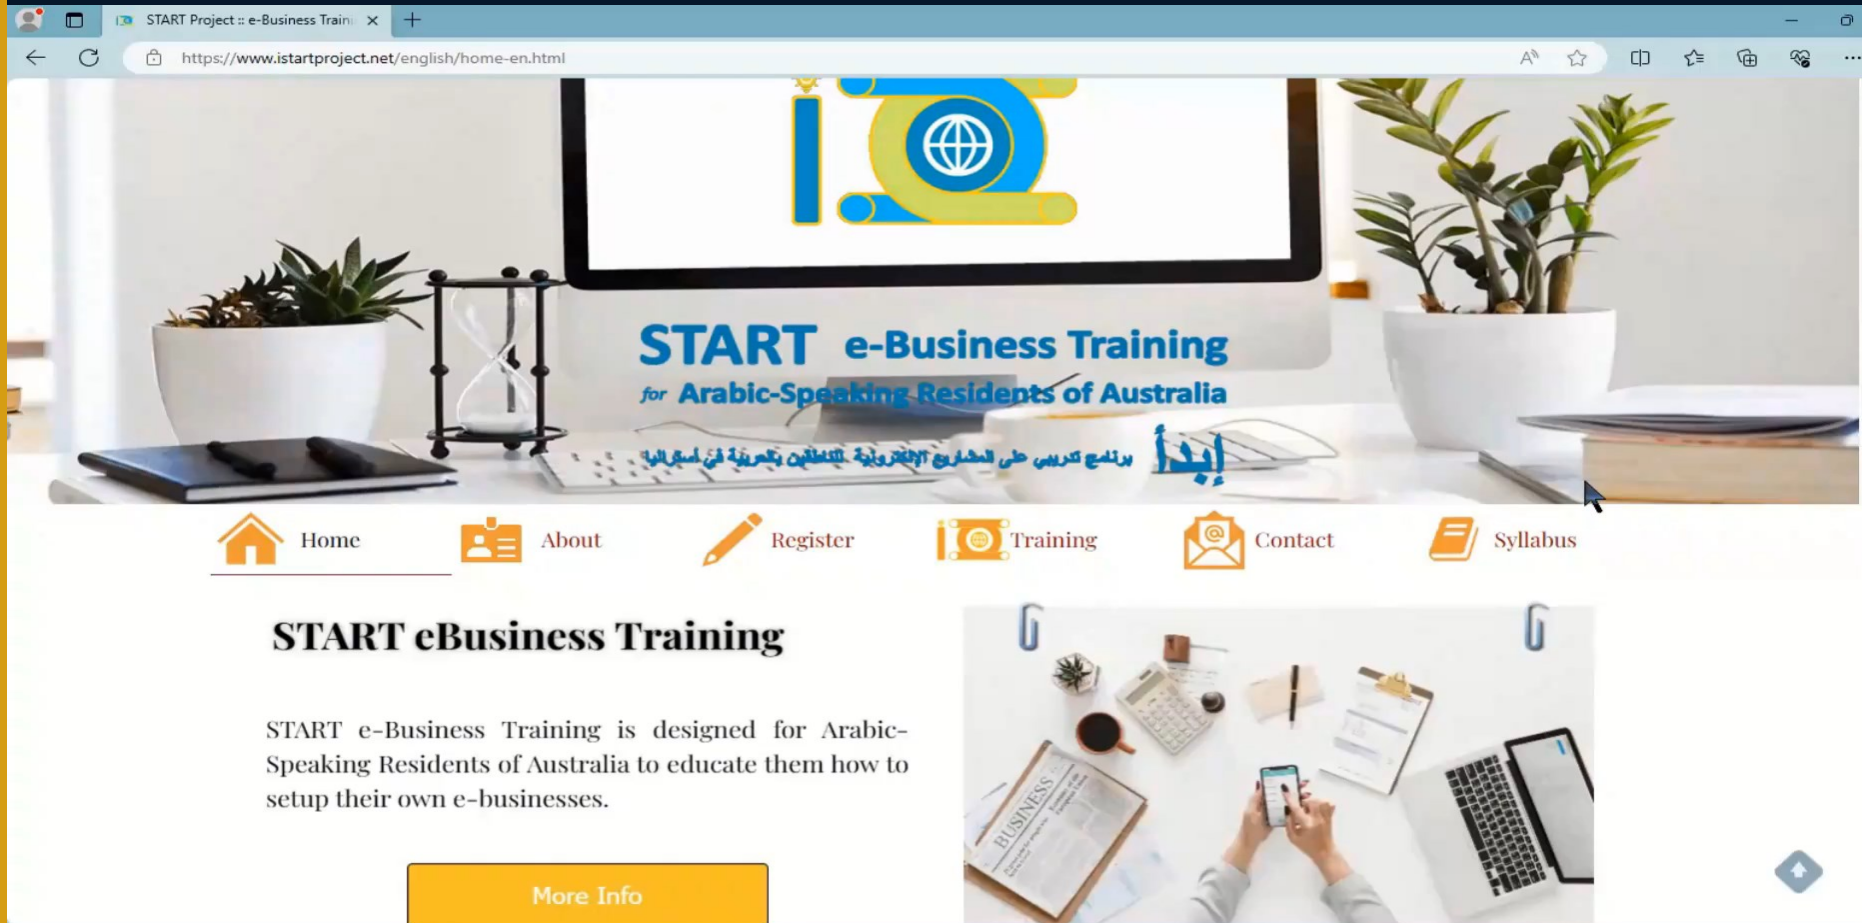 START Project :: e-Business Traini
https://www.istartproject.net/english/home-en.html
START e-Business Training
for Arabic-Speaking Residents of Australia
إبدأ برنامج تدريبي على المشاريع الإلكترونية للناطقين بالعربية في أستراليا
Home About Register Training Contact Syllabus
START eBusiness Training
START e-Business Training is designed for Arabic-
Speaking Residents of Australia to educate them how to
setup their own e-businesses.
BUSINESS
More Info